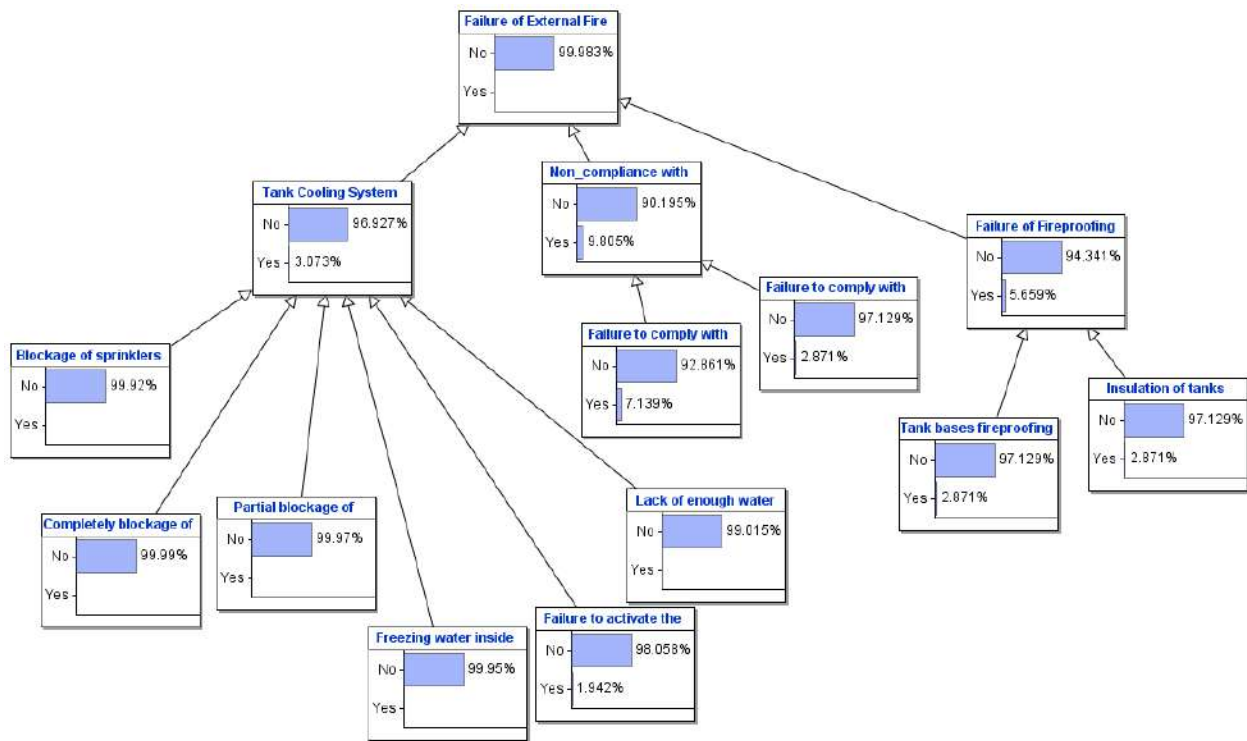 Failure of External Fire
No
99.983%
Yes
Tank Cooling System
No
96.927%
Yes
3.073%
Non_compliance with
No
90.195%
Yes
9.805%
Failure of Fireproofing
No
94.341%
Yes
5.659%
Failure to comply with
No
97.129%
Yes
2.871%
Failure to comply with
No
92.861%
Yes
7.139%
Blockage of sprinklers
No
99.92%
Yes
Insulation of tanks
No
97.129%
Yes
2.871%
Tank bases fireproofing
No
97.129%
Yes
2.871%
Lack of enough water
No
99.015%
Yes
Partial blockage of
No
99.97%
Yes
Completely blockage of
No
99.99%
Yes
Failure to activate the
No
98.058%
Yes
1.942%
Freezing water inside
No
99.95%
Yes